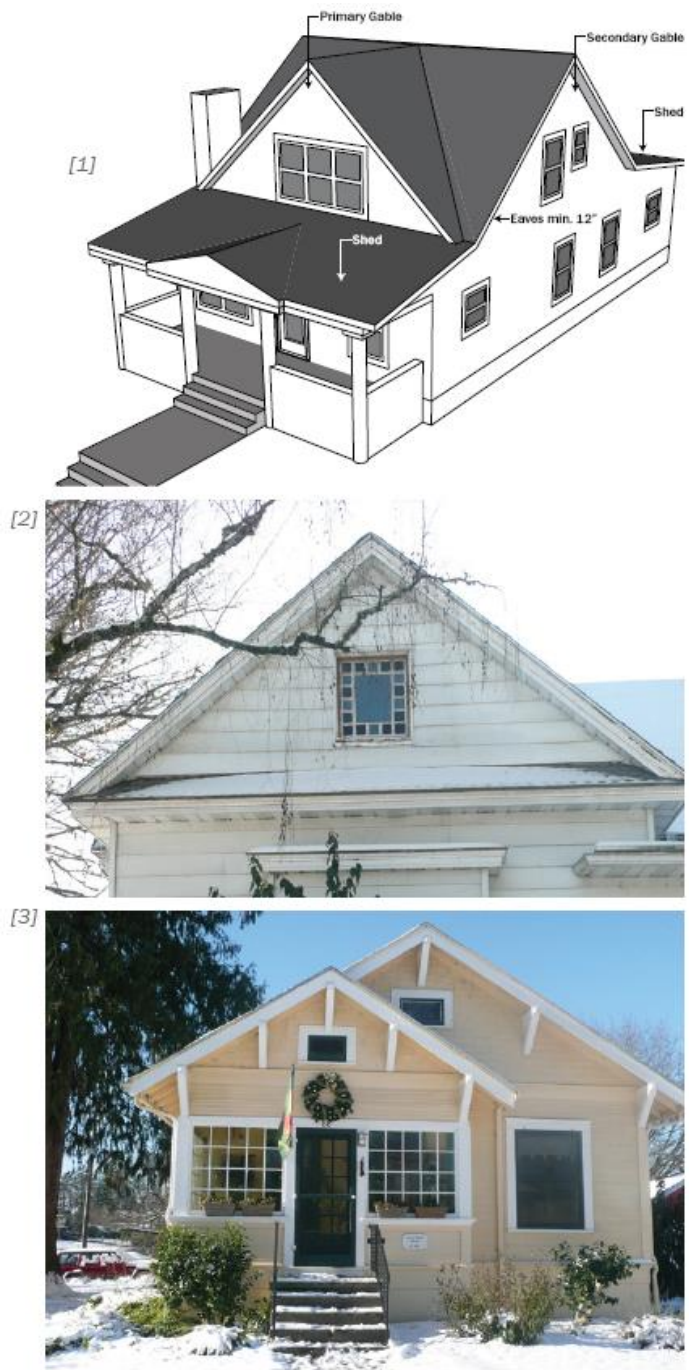 Primary Gable
Secondary Gable
Shed
[1]
Eaves min. 12"
Shed
[2]
[3]